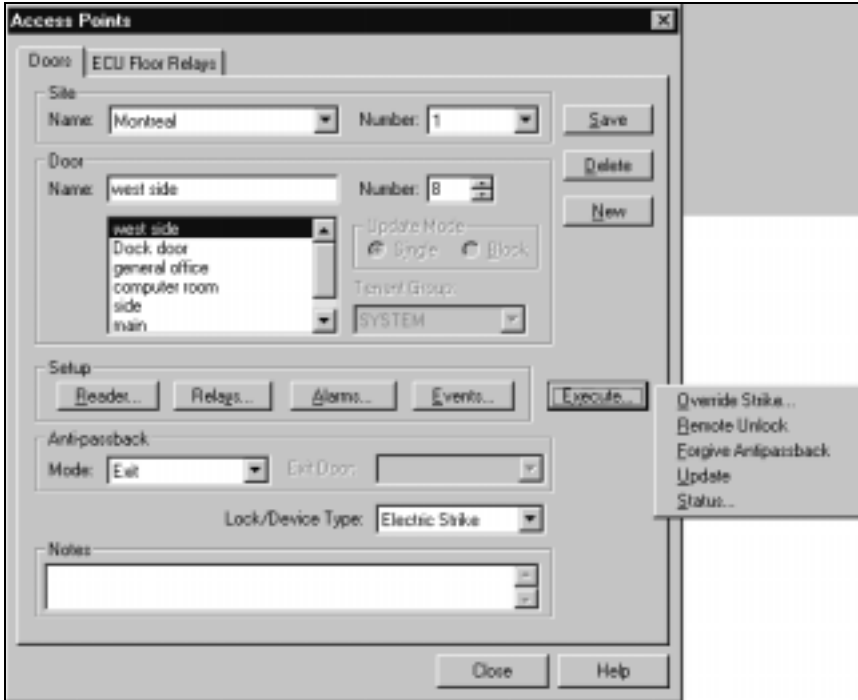 Access Points
Doors ECU Floor Relays
Site
Name: Montreal Number: 1 Save
Door Delete
Name: west side Number: 8
New
west side Update Mode
Dock door Single Block
general office
computer room Tenant Group:
side SYSTEM
main
Setup
Reader... Relays... Alarms... Events... Execute...
Override Strike...
Remote Unlock
Forgive Antipassback
Update
Status...
Anti-passback
Mode: Exit Exit Door:
Lock/Device Type: Electric Strike
Notes
Close Help